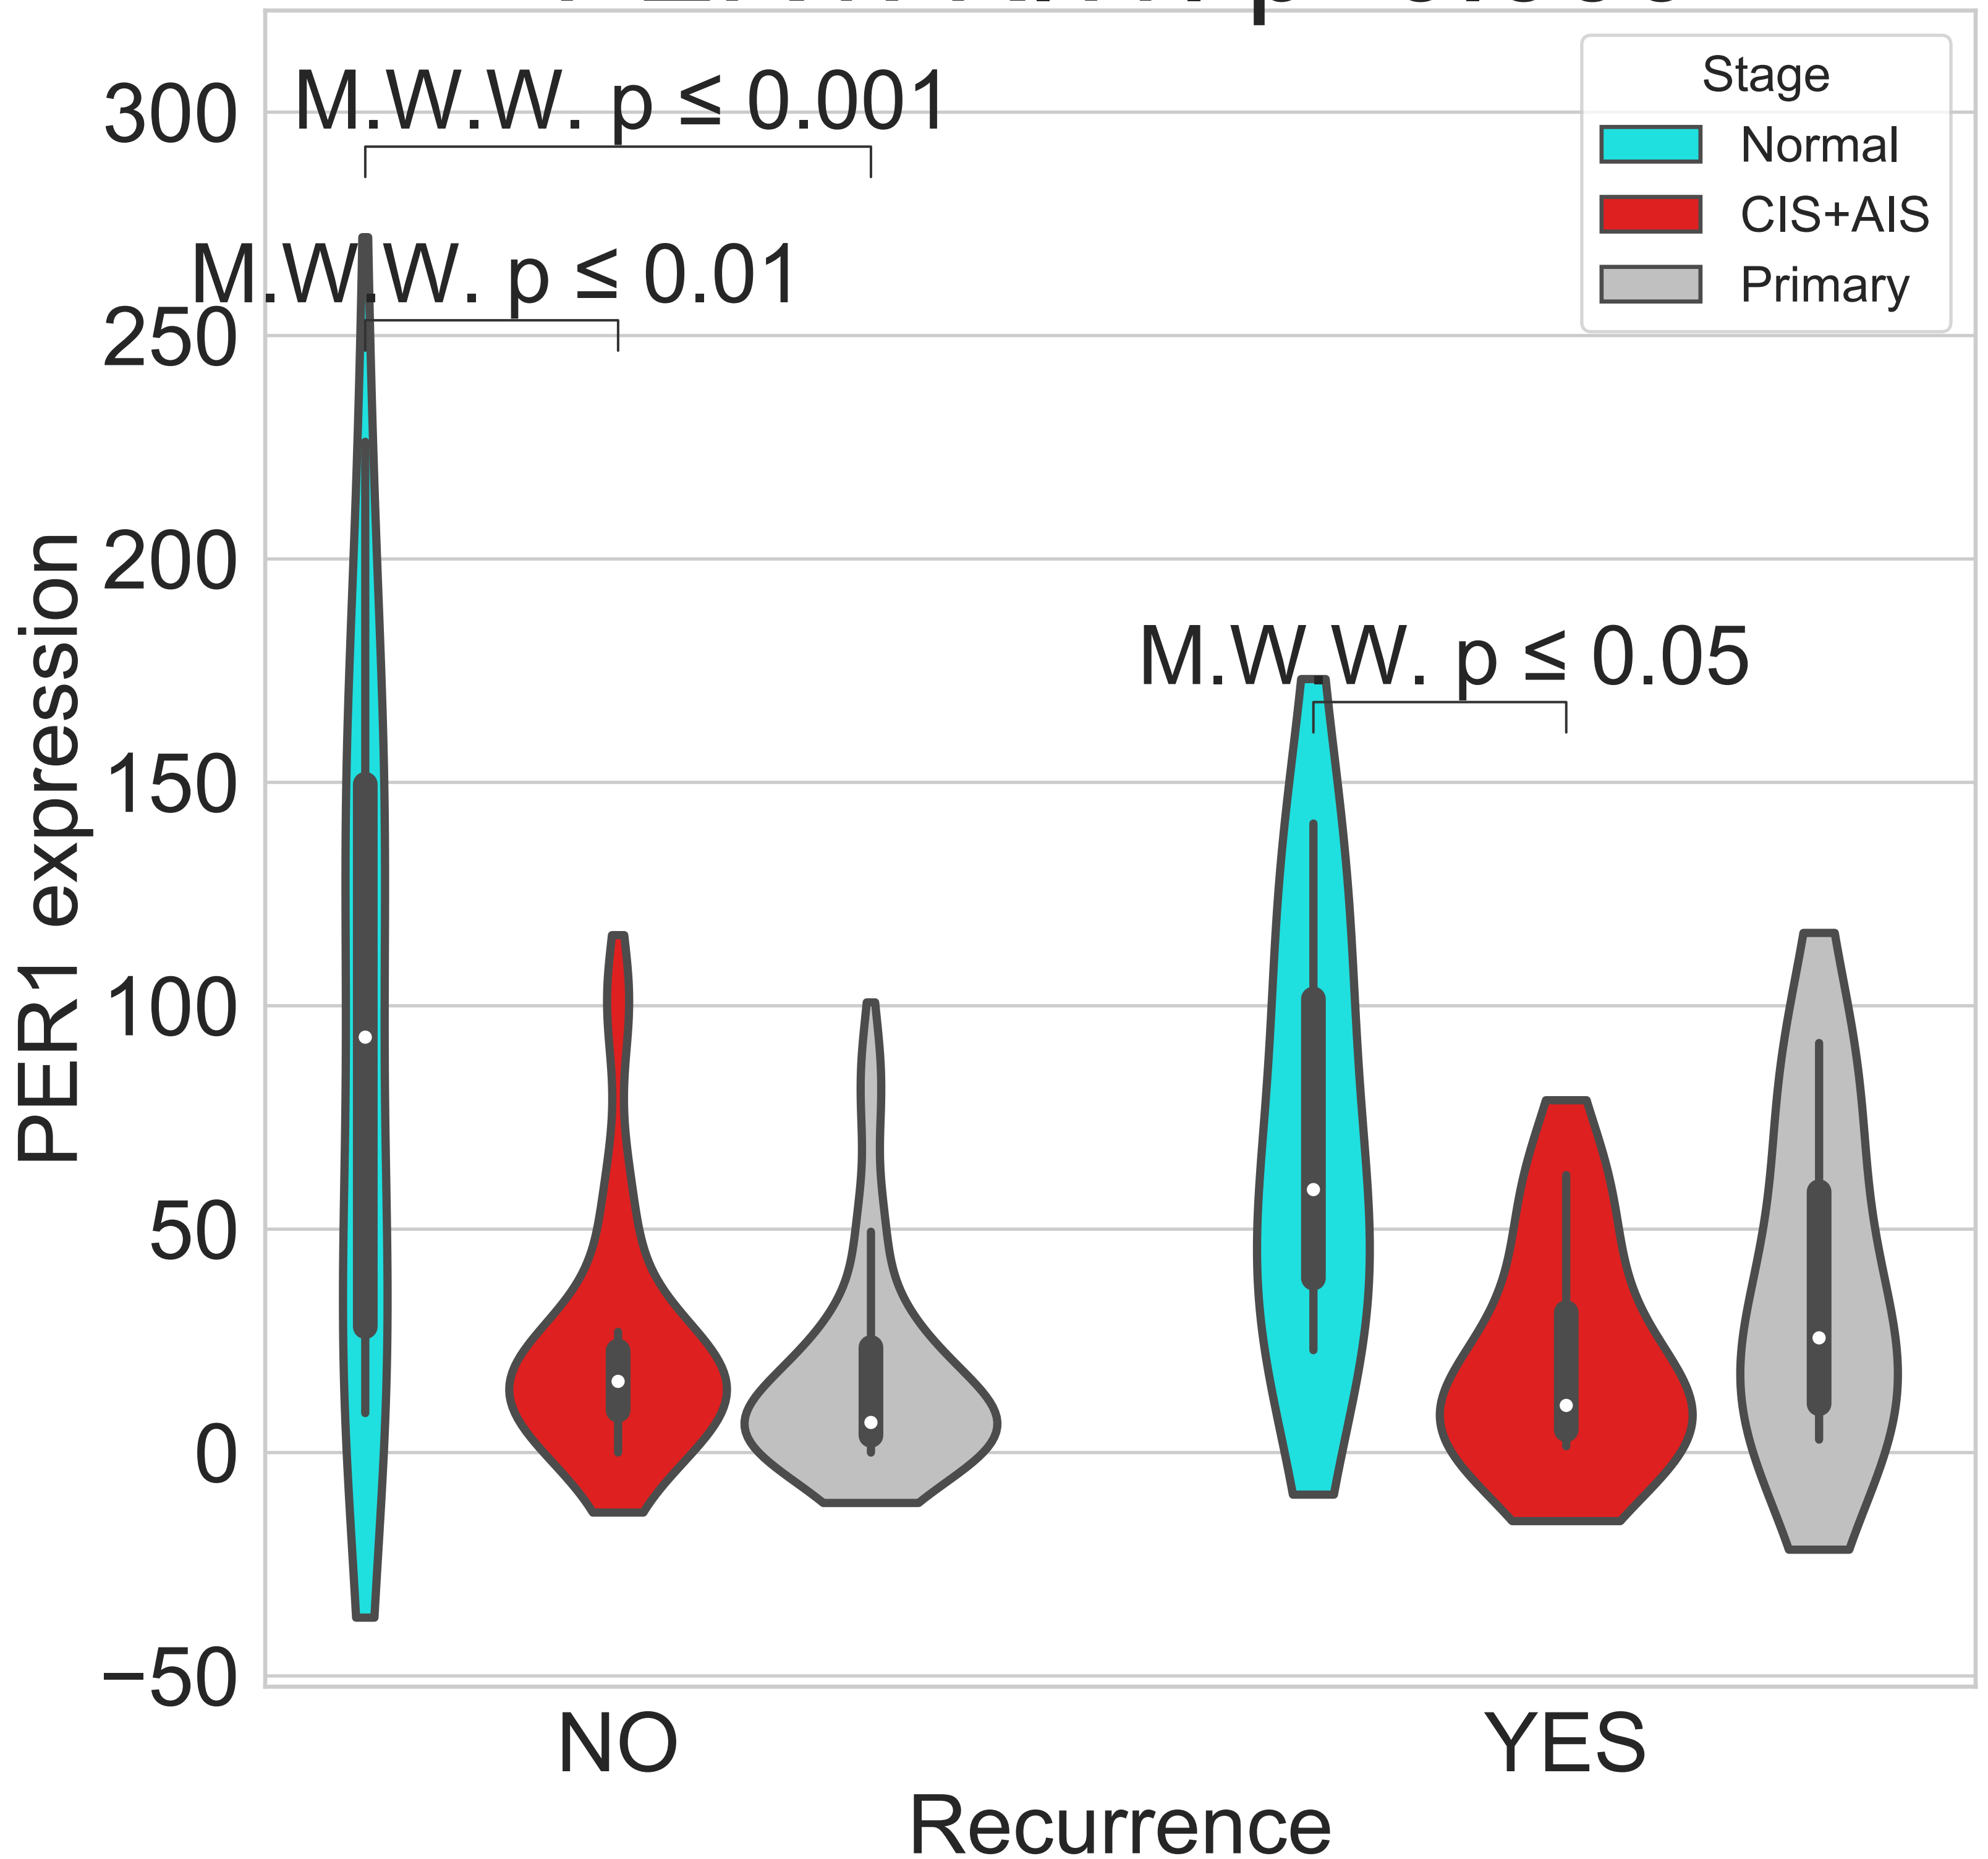 M.W.W. p ≤ 0.001
M.W.W. p ≤ 0.01
M.W.W. p ≤ 0.05
Stage
Normal
CIS+AIS
Primary
PER1 expression
300
250
200
150
100
50
0
−50
NO
YES
Recurrence